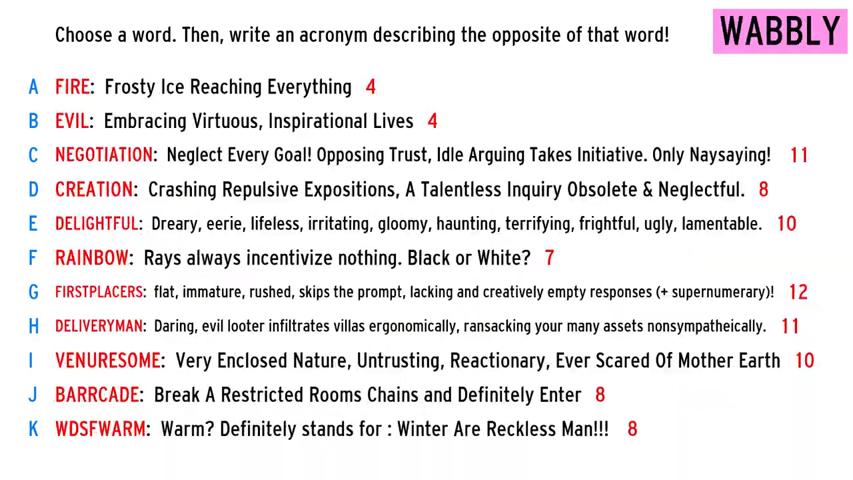 Choose a word. Then, write an acronym describing the opposite of that word!
WABBLY
A FIRE: Frosty Ice Reaching Everything 4
B EVIL: Embracing Virtuous, Inspirational Lives 4
C NEGOTIATION: Neglect Every Goal! Opposing Trust, Idle Arguing Takes Initiative. Only Naysaying! 11
D CREATION: Crashing Repulsive Expositions, A Talentless Inquiry Obsolete & Neglectful. 8
E DELIGHTFUL: Dreary, eerie, lifeless, irritating, gloomy, haunting, terrifying, frightful, ugly, lamentable. 10
F RAINBOW: Rays always incentivize nothing. Black or White? 7
G FIRSTPLACERS: flat, immature, rushed, skips the prompt, lacking and creatively empty responses (+ supernumerary)! 12
H DELIVERYMAN: Daring, evil looter infiltrates villas ergonomically, ransacking your many assets nonsympatheically. 11
I VENURESOME: Very Enclosed Nature, Untrusting, Reactionary, Ever Scared Of Mother Earth 10
J BARRCADE: Break A Restricted Rooms Chains and Definitely Enter 8
K WDSFWARM: Warm? Definitely stands for : Winter Are Reckless Man!!! 8